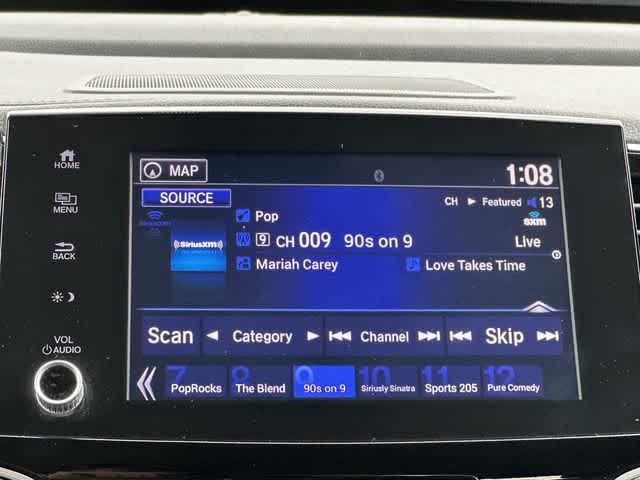 HOME
MENU
BACK
VOL
AUDIO
MAP
1:08
SOURCE
CH ▶ Featured 13
SiriusXM
Pop
sxm
9 CH 009 90s on 9 Live
Mariah Carey Love Takes Time
((SiriusXM))
Scan ◀ Category ▶ Channel Skip
7 8 9 10 11 12
PopRocks The Blend 90s on 9 Siriusly Sinatra Sports 205 Pure Comedy